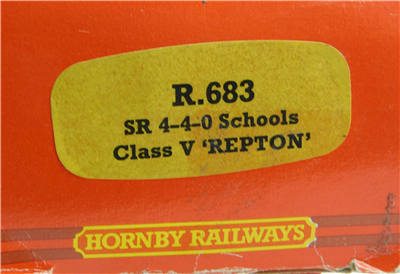 R.683
SR 4-4-0 Schools
Class V 'REPTON'
HORNBY RAILWAYS